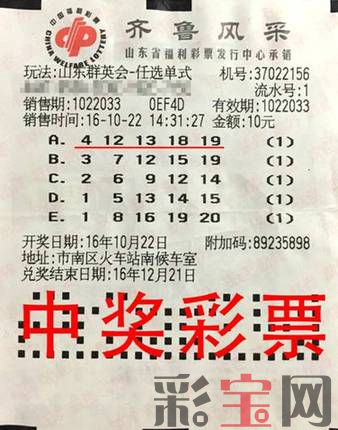 中国福利彩票
CHINA WELFARE LOTTERY
齐鲁风采
山东省福利彩票发行中心承销
玩法:山东群英会-任选单式 机号:37022156
流水号:1
销售期:1022033 0EF4D 有效期:1022033
销售时间:16-10-22 14:31:27 金额:10元
A. 4 12 13 18 19 (1)
B. 3 7 12 15 19 (1)
C. 2 6 9 12 14 (1)
D. 1 5 13 14 15 (1)
E. 1 8 16 19 20 (1)
开奖日期:16年10月22日 附加码:89235898
地址:市南区火车站南候车室
兑奖结束日期:16年12月21日
中奖彩票
彩宝网